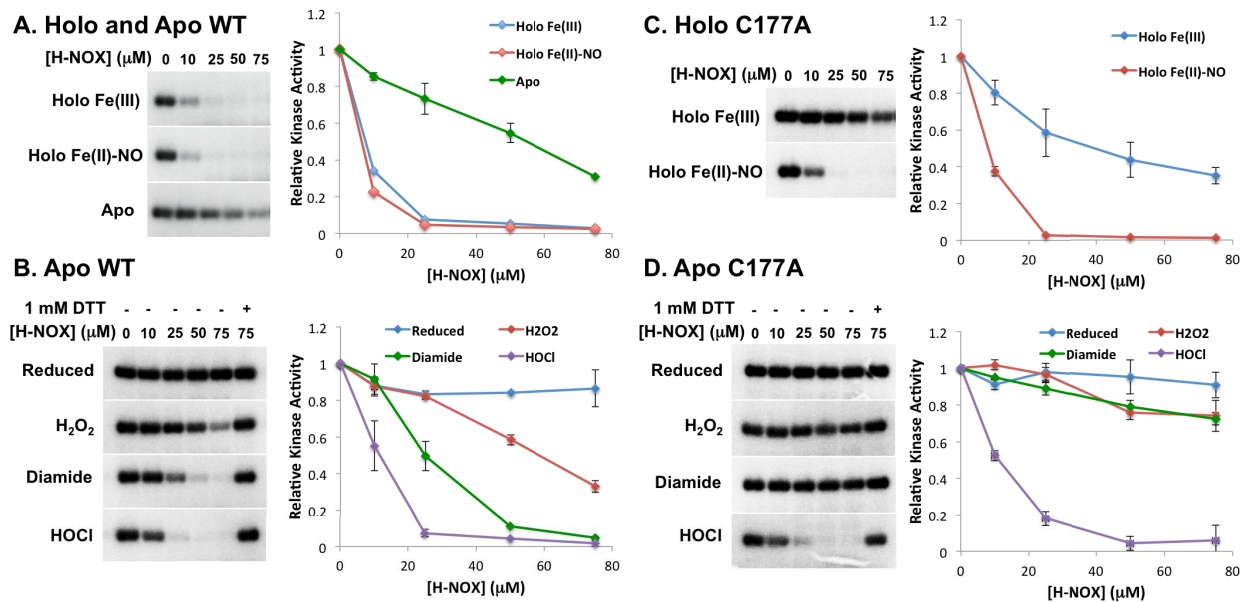 A. Holo and Apo WT
[H-NOX] (μM) 0 10 25 50 75
Holo Fe(III)
Holo Fe(II)-NO
Apo
Relative Kinase Activity
1.2
1
0.8
0.6
0.4
0.2
0
0 20 40 60 80
[H-NOX] (μM)
Holo Fe(III)
Holo Fe(II)-NO
Apo
C. Holo C177A
[H-NOX] (μM) 0 10 25 50 75
Holo Fe(III)
Holo Fe(II)-NO
Relative Kinase Activity
1.2
1
0.8
0.6
0.4
0.2
0
0 20 40 60 80
[H-NOX] (μM)
Holo Fe(III)
Holo Fe(II)-NO
B. Apo WT
1 mM DTT - - - - - +
[H-NOX] (μM) 0 10 25 50 75 75
Reduced
H2O2
Diamide
HOCl
Relative Kinase Activity
1.2
1
0.8
0.6
0.4
0.2
0
0 20 40 60 80
[H-NOX] (μM)
Reduced H2O2
Diamide HOCl
D. Apo C177A
1 mM DTT - - - - - +
[H-NOX] (μM) 0 10 25 50 75 75
Reduced
H2O2
Diamide
HOCl
Relative Kinase Activity
1.2
1
0.8
0.6
0.4
0.2
0
0 20 40 60 80
[H-NOX] (μM)
Reduced H2O2
Diamide HOCl